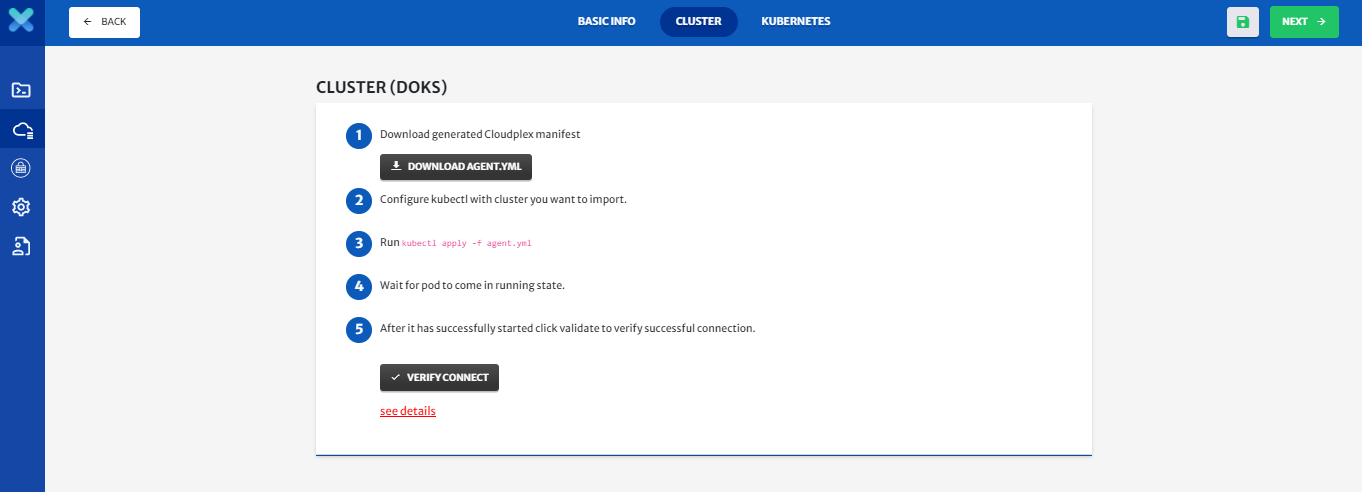 BACK
BASIC INFO
CLUSTER
KUBERNETES
NEXT
CLUSTER (DOKS)
1 Download generated Cloudplex manifest
DOWNLOAD AGENT.YML
2 Configure kubectl with cluster you want to import.
3 Run kubectl apply -f agent.yml
4 Wait for pod to come in running state.
5 After it has successfully started click validate to verify successful connection.
VERIFY CONNECT
see details